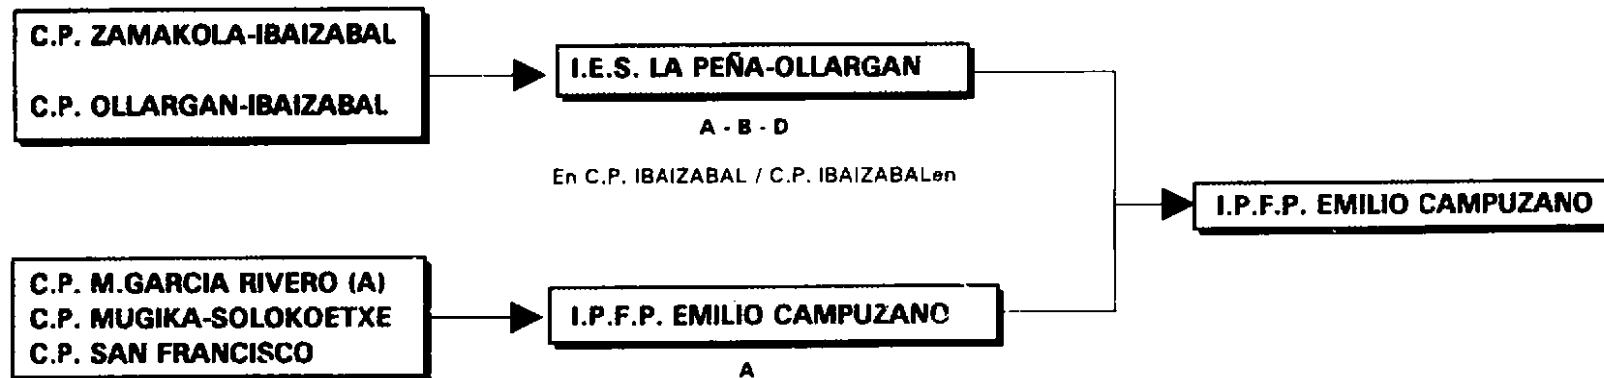 C.P. ZAMAKOLA-IBAIZABAL
C.P. OLLARGAN-IBAIZABAL
I.E.S. LA PEÑA-OLLARGAN
A - B - D
En C.P. IBAIZABAL / C.P. IBAIZABALen
I.P.F.P. EMILIO CAMPUZANO
C.P. M.GARCIA RIVERO (A)
C.P. MUGIKA-SOLOKOETXE
C.P. SAN FRANCISCO
I.P.F.P. EMILIO CAMPUZANO
A